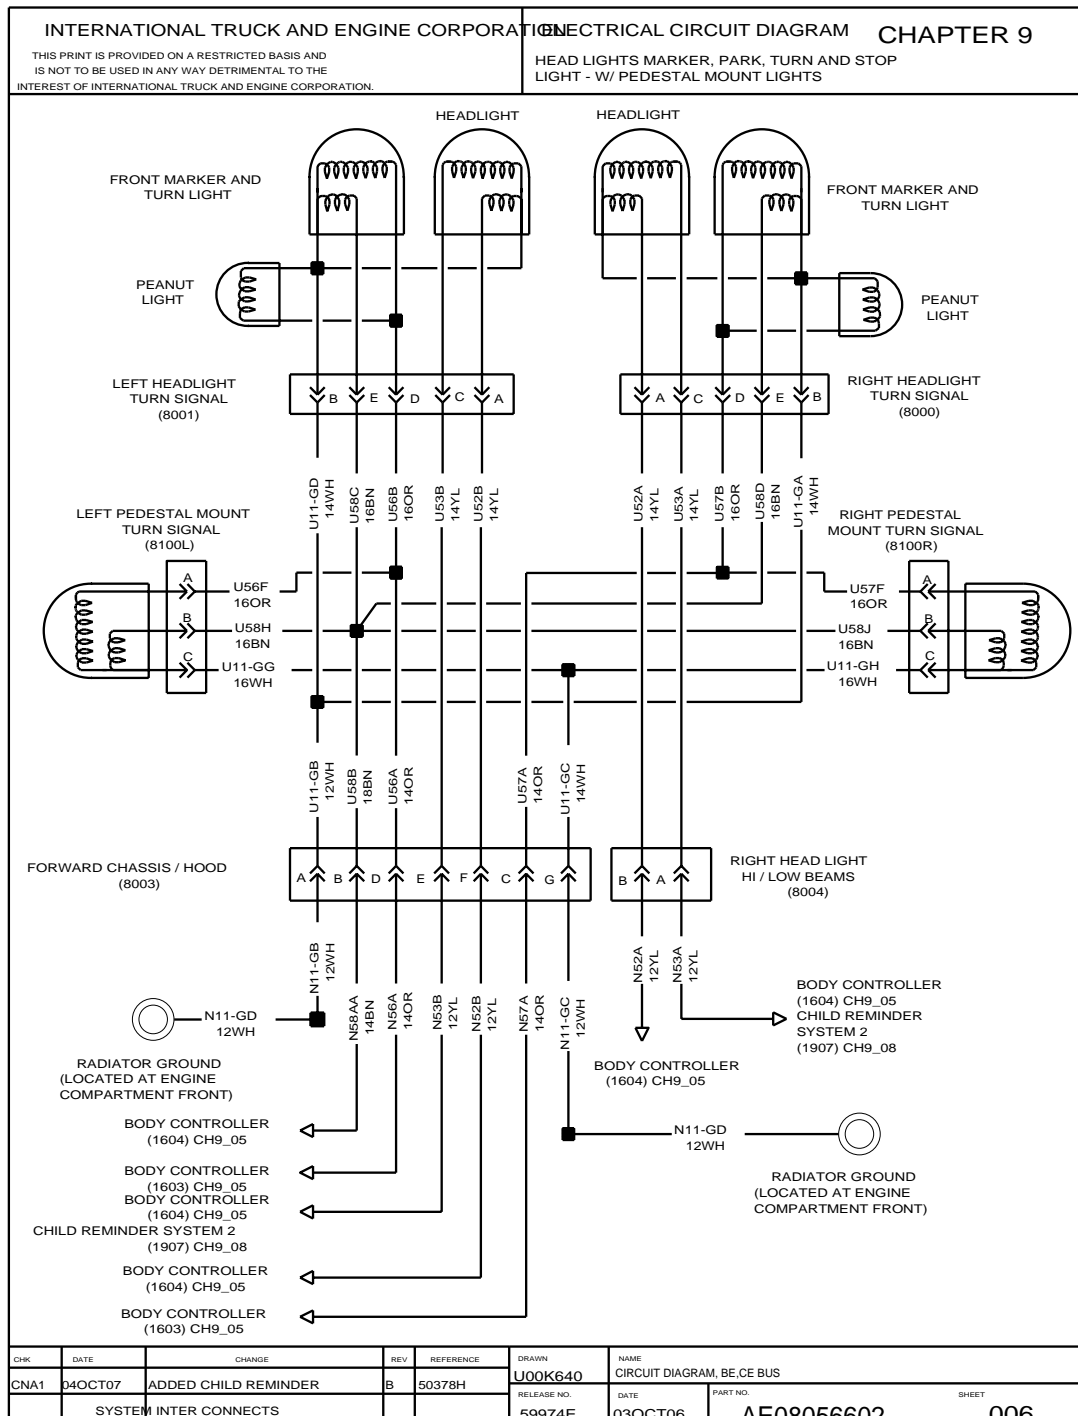 INTERNATIONAL TRUCK AND ENGINE CORPORATION
ELECTRICAL CIRCUIT DIAGRAM
CHAPTER 9
THIS PRINT IS PROVIDED ON A RESTRICTED BASIS AND
IS NOT TO BE USED IN ANY WAY DETRIMENTAL TO THE
INTEREST OF INTERNATIONAL TRUCK AND ENGINE CORPORATION.
HEAD LIGHTS MARKER, PARK, TURN AND STOP
LIGHT - W/ PEDESTAL MOUNT LIGHTS
HEADLIGHT
HEADLIGHT
FRONT MARKER AND
TURN LIGHT
FRONT MARKER AND
TURN LIGHT
PEANUT
LIGHT
PEANUT
LIGHT
LEFT HEADLIGHT
TURN SIGNAL
(8001)
B E D C A
A C D E B
RIGHT HEADLIGHT
TURN SIGNAL
(8000)
U11-GD
14WH
U58C
16BN
U56B
16OR
U53B
14YL
U52B
14YL
U52A
14YL
U53A
14YL
U57B
16OR
U58D
16BN
U11-GA
14WH
LEFT PEDESTAL MOUNT
TURN SIGNAL
(8100L)
RIGHT PEDESTAL
MOUNT TURN SIGNAL
(8100R)
A
U56F
16OR
B
U58H
16BN
C
U11-GG
16WH
U57F
16OR
A
U58J
16BN
B
U11-GH
16WH
C
U11-GB
12WH
U58B
18BN
U56A
14OR
U57A
14OR
U11-GC
14WH
FORWARD CHASSIS / HOOD
(8003)
A B D E F C G
B A
RIGHT HEAD LIGHT
HI / LOW BEAMS
(8004)
N11-GB
12WH
N58AA
14BN
N56A
14OR
N53B
12YL
N52B
12YL
N57A
14OR
N11-GC
12WH
N52A
12YL
N53A
12YL
N11-GD
12WH
RADIATOR GROUND
(LOCATED AT ENGINE
COMPARTMENT FRONT)
BODY CONTROLLER
(1604) CH9_05
CHILD REMINDER
SYSTEM 2
(1907) CH9_08
BODY CONTROLLER
(1604) CH9_05
BODY CONTROLLER
(1604) CH9_05
N11-GD
12WH
BODY CONTROLLER
(1603) CH9_05
BODY CONTROLLER
(1604) CH9_05
CHILD REMINDER SYSTEM 2
(1907) CH9_08
RADIATOR GROUND
(LOCATED AT ENGINE
COMPARTMENT FRONT)
BODY CONTROLLER
(1604) CH9_05
BODY CONTROLLER
(1603) CH9_05
CHK DATE CHANGE REV REFERENCE
CNA1 04OCT07 ADDED CHILD REMINDER B 50378H
SYSTEM INTER CONNECTS
DRAWN
U00K640
NAME
CIRCUIT DIAGRAM, BE,CE BUS
RELEASE NO.
59974E
DATE
03OCT06
PART NO.
AE08056602
SHEET
006